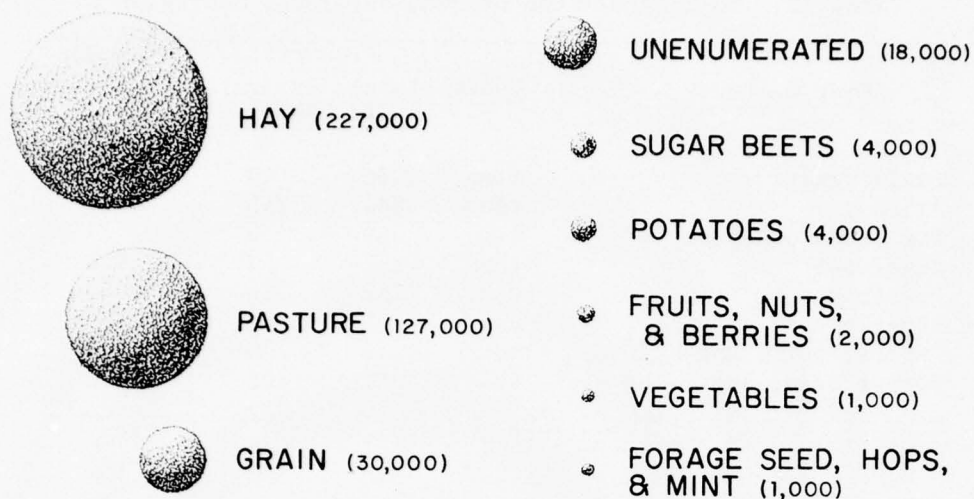 HAY (227,000)
PASTURE (127,000)
GRAIN (30,000)
UNENUMERATED (18,000)
SUGAR BEETS (4,000)
POTATOES (4,000)
FRUITS, NUTS,
& BERRIES (2,000)
VEGETABLES (1,000)
FORAGE SEED, HOPS,
& MINT (1,000)